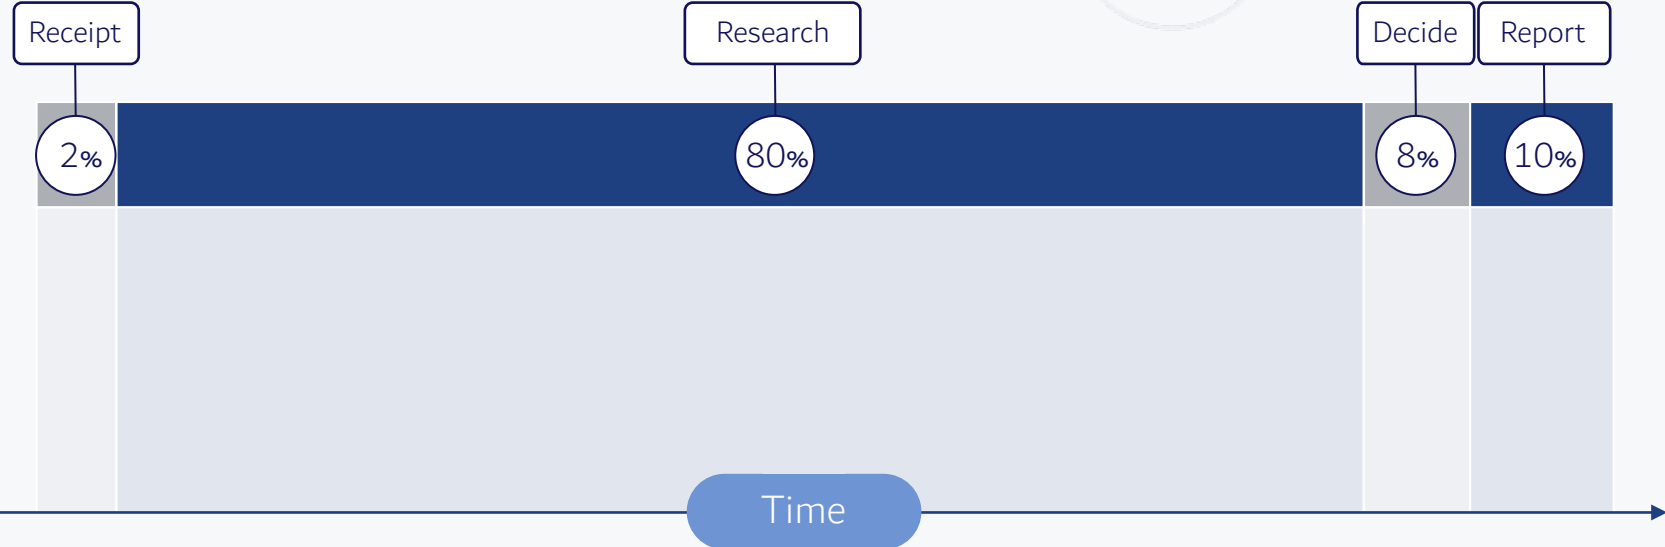 Receipt
Research
Decide
Report
2%
80%
8%
10%
Time